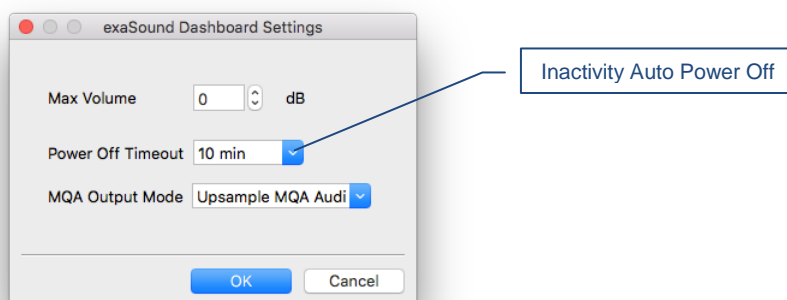 exaSound Dashboard Settings
Inactivity Auto Power Off
Max Volume 0 dB
Power Off Timeout 10 min
MQA Output Mode Upsample MQA Audi
OK Cancel